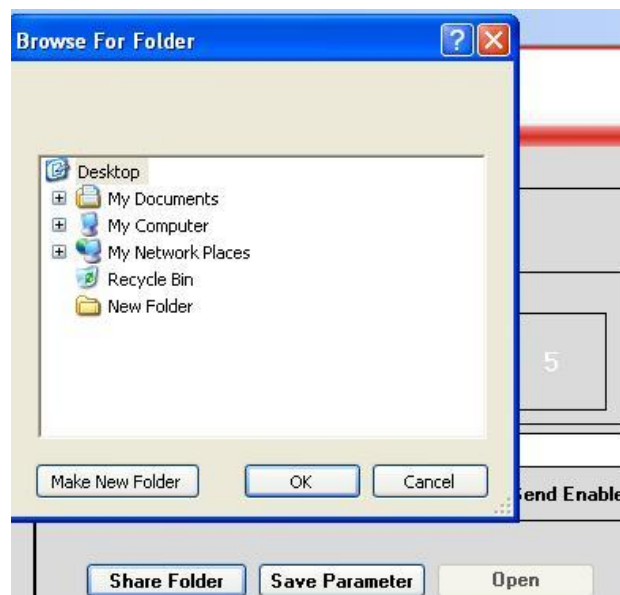 Browse For Folder
Desktop
My Documents
My Computer
My Network Places
Recycle Bin
New Folder
5
Make New Folder OK Cancel
Send Enable
Share Folder Save Parameter Open